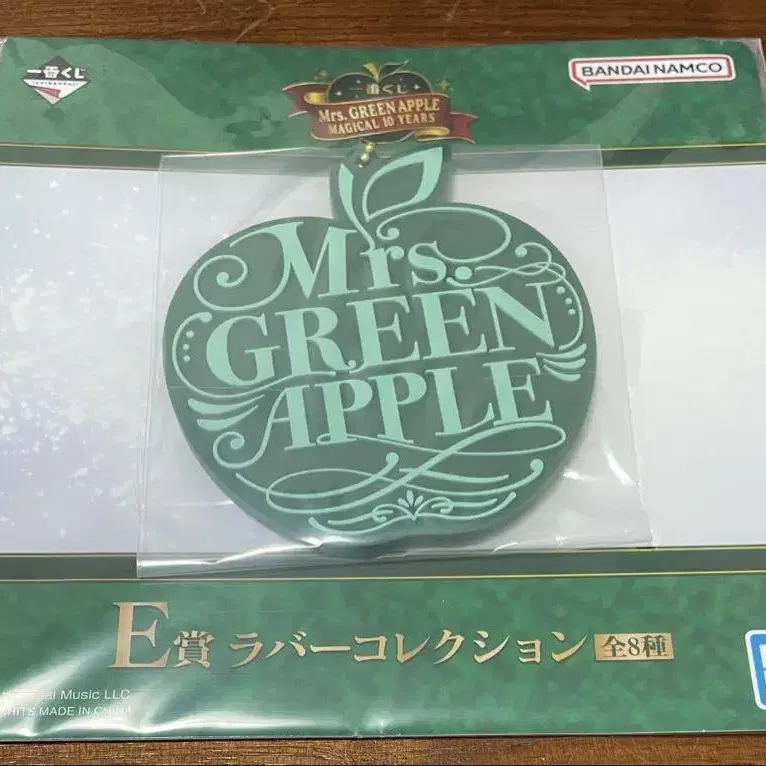 一番くじ
BANDAI NAMCO
一番くじ
Mrs. GREEN APPLE
MAGICAL 10 YEARS
Mrs.
GREEN
APPLE
E賞 ラバーコレクション 全8種
Music LLC
MADE IN CHINA